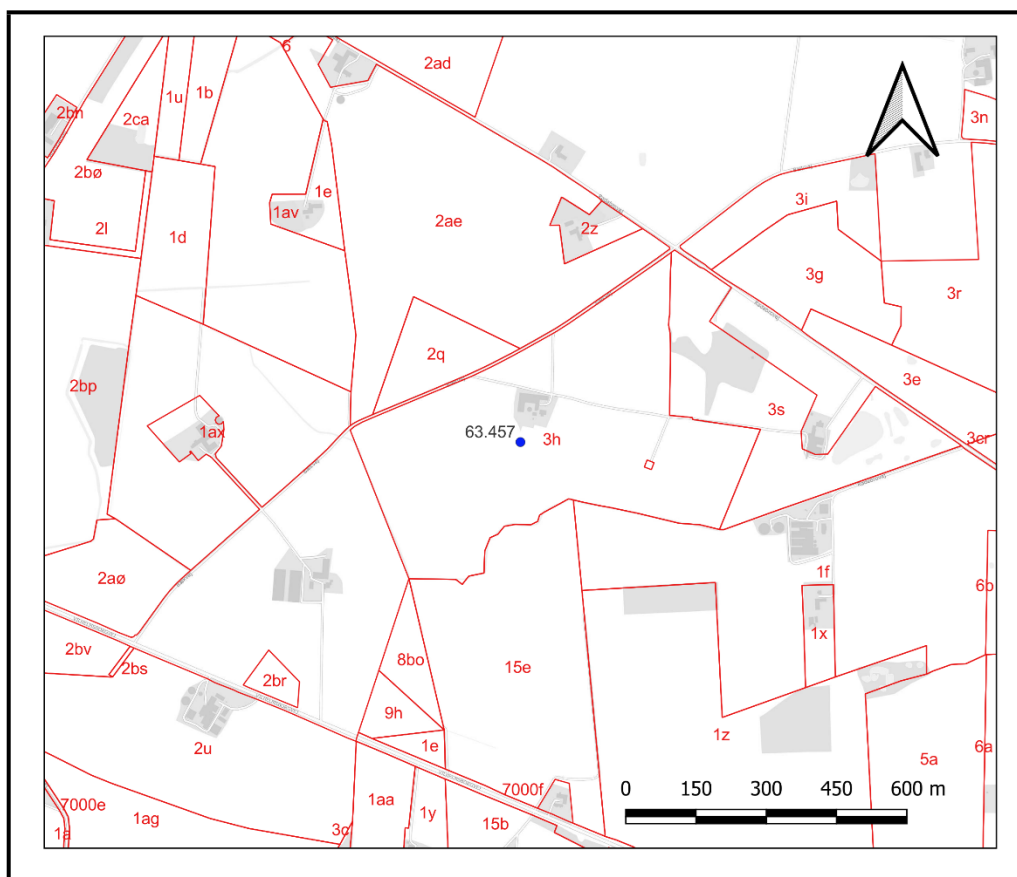 6
2ad
2bn
2ca
1u
1b
3n
2bø
1e
3i
1av
2l
1d
2ae
2z
3g
3r
2bp
2q
3e
1ax
63.457
3h
3s
3cr
2aø
1f
6b
2bv
2bs
2br
8bo
15e
1x
9h
2u
1e
1z
5a
6a
7000e
7000f
0 150 300 450 600 m
1a
1ag
3c
1aa
1y
15b